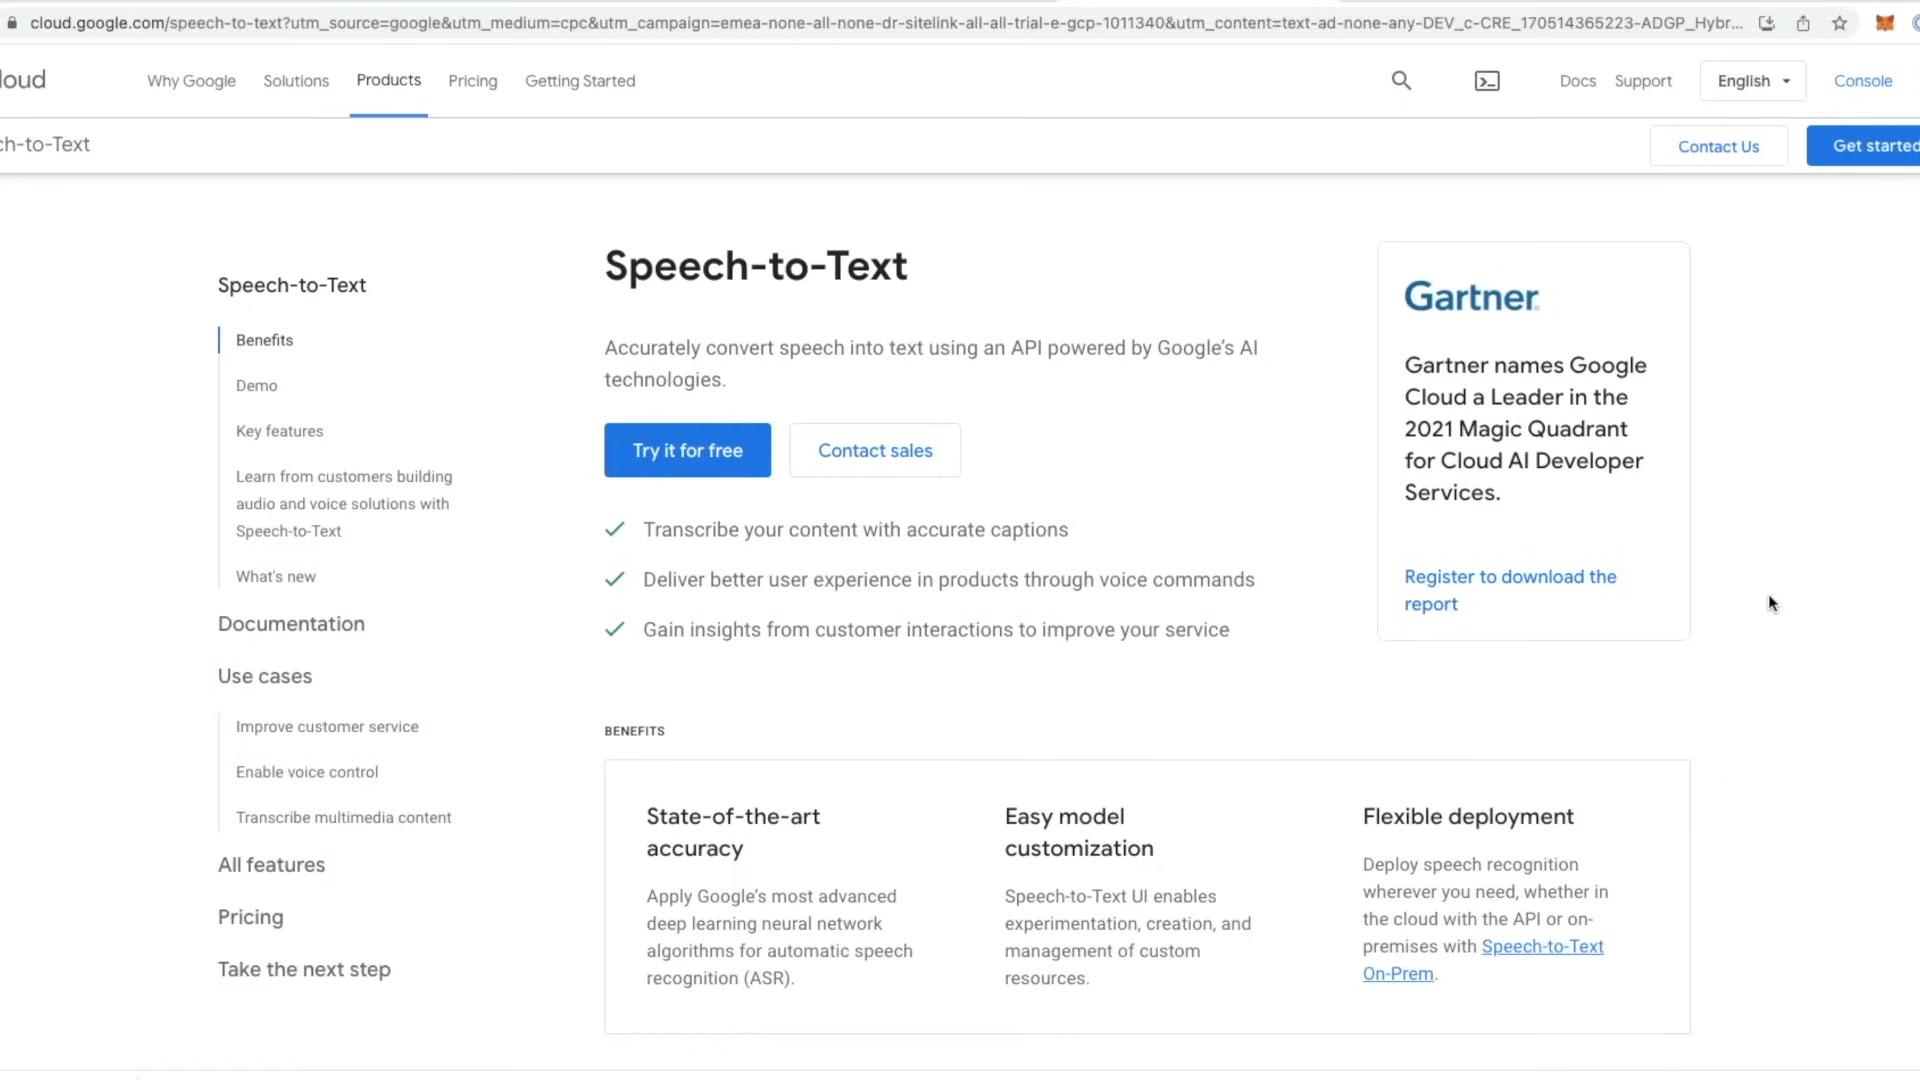 cloud.google.com/speech-to-text?utm_source=google&utm_medium=cpc&utm_campaign=emea-none-all-none-dr-sitelink-all-all-trial-e-gcp-1011340&utm_content=text-ad-none-any-DEV_c-CRE_170514365223-ADGP_Hybr...
loud
Why Google
Solutions
Products
Pricing
Getting Started
Docs
Support
English
Console
ch-to-Text
Contact Us
Get started
Speech-to-Text
Benefits
Demo
Key features
Learn from customers building
audio and voice solutions with
Speech-to-Text
What's new
Documentation
Use cases
Improve customer service
Enable voice control
Transcribe multimedia content
All features
Pricing
Take the next step
Speech-to-Text
Accurately convert speech into text using an API powered by Google’s AI
technologies.
Try it for free
Contact sales
Transcribe your content with accurate captions
Deliver better user experience in products through voice commands
Gain insights from customer interactions to improve your service
Gartner
Gartner names Google
Cloud a Leader in the
2021 Magic Quadrant
for Cloud AI Developer
Services.
Register to download the
report
BENEFITS
State-of-the-art
accuracy
Apply Google’s most advanced
deep learning neural network
algorithms for automatic speech
recognition (ASR).
Easy model
customization
Speech-to-Text UI enables
experimentation, creation, and
management of custom
resources.
Flexible deployment
Deploy speech recognition
wherever you need, whether in
the cloud with the API or on-
premises with Speech-to-Text
On-Prem.